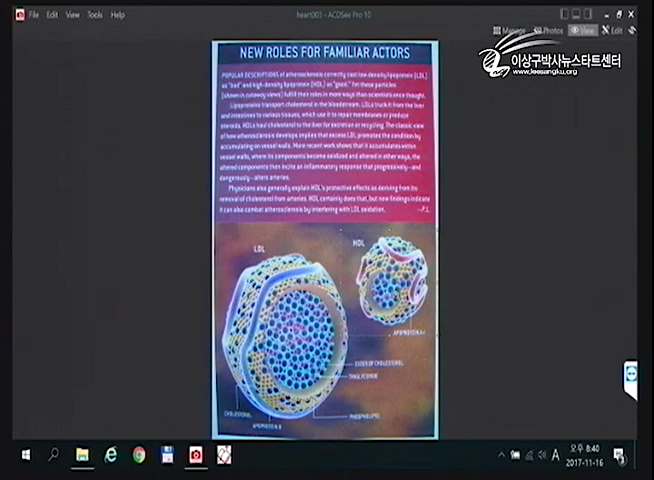 heart003 - ACDSee Pro 10
File Edit View Tools Help
Manage Photos View Edit
이상구박사뉴스타트센터
www.leesangku.org
NEW ROLES FOR FAMILIAR ACTORS
POPULAR DESCRIPTIONS of atherosclerosis correctly cast low-density lipoprotein (LDL)
as "bad" and high-density lipoprotein (HDL) as "good." Yet these particles
(shown in cutaway views) fulfill their roles in more ways than scientists once thought.
Lipoproteins transport cholesterol in the bloodstream. LDLs truck it from the liver
and intestines to various tissues, which use it to repair membranes or produce
steroids. HDLs haul cholesterol to the liver for excretion or recycling. The classic view
of how atherosclerosis develops implies that excess LDL promotes the condition by
accumulating on vessel walls. More recent work shows that it accumulates within
vessel walls, where its components become oxidized and altered in other ways; the
altered components then incite an inflammatory response that progressively—and
dangerously—alters arteries.
Physicians also generally explain HDL's protective effects as deriving from its
removal of cholesterol from arteries. HDL certainly does that, but new findings indicate
it can also combat atherosclerosis by interfering with LDL oxidation. —P.L.
LDL
HDL
APOPROTEIN A-I
ESTER OF CHOLESTEROL
TRIGLYCERIDE
CHOLESTEROL
PHOSPHOLIPID
APOPROTEIN B
A
오후 8:40
2017-11-16